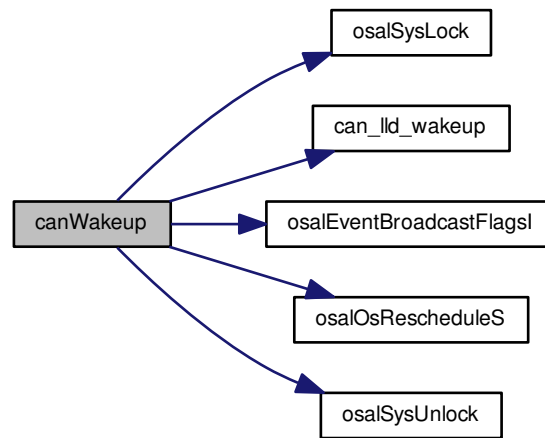 osalSysLock
can_lld_wakeup
canWakeup
osalEventBroadcastFlagsI
osalOsRescheduleS
osalSysUnlock